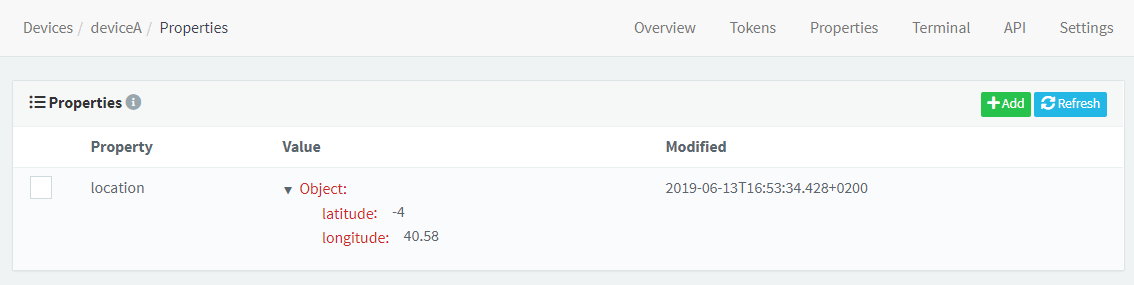 Devices / deviceA / Properties Overview Tokens Properties Terminal API Settings
Properties Add Refresh
Property Value Modified
location Object: 2019-06-13T16:53:34.428+0200
latitude: -4
longitude: 40.58